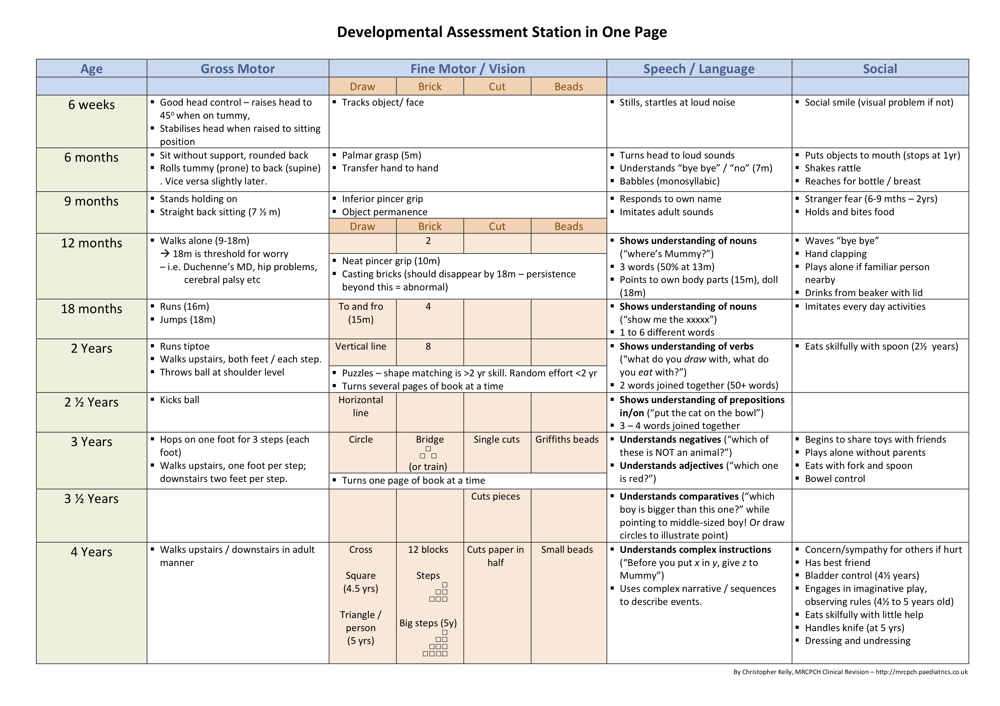 Developmental Assessment Station in One Page
Age
Gross Motor
Fine Motor / Vision
Speech / Language
Social
Draw
Brick
Cut
Beads
6 weeks
▪ Good head control – raises head to
45º when on tummy,
▪ Stabilises head when raised to sitting
position
▪ Tracks object/ face
▪ Stills, startles at loud noise
▪ Social smile (visual problem if not)
6 months
▪ Sit without support, rounded back
▪ Rolls tummy (prone) to back (supine)
. Vice versa slightly later.
▪ Palmar grasp (5m)
▪ Transfer hand to hand
▪ Turns head to loud sounds
▪ Understands “bye bye” / “no” (7m)
▪ Babbles (monosyllabic)
▪ Puts objects to mouth (stops at 1yr)
▪ Shakes rattle
▪ Reaches for bottle / breast
9 months
▪ Stands holding on
▪ Straight back sitting (7 ½ m)
▪ Inferior pincer grip
▪ Object permanence
▪ Responds to own name
▪ Imitates adult sounds
▪ Stranger fear (6-9 mths – 2yrs)
▪ Holds and bites food
Draw
Brick
Cut
Beads
12 months
▪ Walks alone (9-18m)
→ 18m is threshold for worry
– i.e. Duchenne’s MD, hip problems,
cerebral palsy etc
2
▪ Neat pincer grip (10m)
▪ Casting bricks (should disappear by 18m – persistence
beyond this = abnormal)
▪ Shows understanding of nouns
(“where’s Mummy?”)
▪ 3 words (50% at 13m)
▪ Points to own body parts (15m), doll
(18m)
▪ Waves “bye bye”
▪ Hand clapping
▪ Plays alone if familiar person
nearby
▪ Drinks from beaker with lid
18 months
▪ Runs (16m)
▪ Jumps (18m)
To and fro
(15m)
4
▪ Shows understanding of nouns
(“show me the xxxxx”)
▪ 1 to 6 different words
▪ Imitates every day activities
2 Years
▪ Runs tiptoe
▪ Walks upstairs, both feet / each step.
▪ Throws ball at shoulder level
Vertical line
8
▪ Puzzles – shape matching is >2 yr skill. Random effort <2 yr
▪ Turns several pages of book at a time
▪ Shows understanding of verbs
(“what do you draw with, what do
you eat with?”)
▪ 2 words joined together (50+ words)
▪ Eats skilfully with spoon (2½ years)
2 ½ Years
▪ Kicks ball
Horizontal
line
▪ Shows understanding of prepositions
in/on (“put the cat on the bowl”)
▪ 3 – 4 words joined together
3 Years
▪ Hops on one foot for 3 steps (each
foot)
▪ Walks upstairs, one foot per step;
downstairs two feet per step.
Circle
Bridge
(or train)
Single cuts
Griffiths beads
▪ Turns one page of book at a time
▪ Understands negatives (“which of
these is NOT an animal?”)
▪ Understands adjectives (“which one
is red?”)
▪ Begins to share toys with friends
▪ Plays alone without parents
▪ Eats with fork and spoon
▪ Bowel control
3 ½ Years
Cuts pieces
▪ Understands comparatives (“which
boy is bigger than this one?” while
pointing to middle-sized boy! Or draw
circles to illustrate point)
4 Years
▪ Walks upstairs / downstairs in adult
manner
Cross
Square
(4.5 yrs)
Triangle /
person
(5 yrs)
12 blocks
Steps
Big steps (5y)
Cuts paper in
half
Small beads
▪ Understands complex instructions
(“Before you put x in y, give z to
Mummy”)
▪ Uses complex narrative / sequences
to describe events.
▪ Concern/sympathy for others if hurt
▪ Has best friend
▪ Bladder control (4½ years)
▪ Engages in imaginative play,
observing rules (4½ to 5 years old)
▪ Eats skilfully with little help
▪ Handles knife (at 5 yrs)
▪ Dressing and undressing
By Christopher Kelly, MRCPCH Clinical Revision – http://mrcpch.paediatrics.co.uk